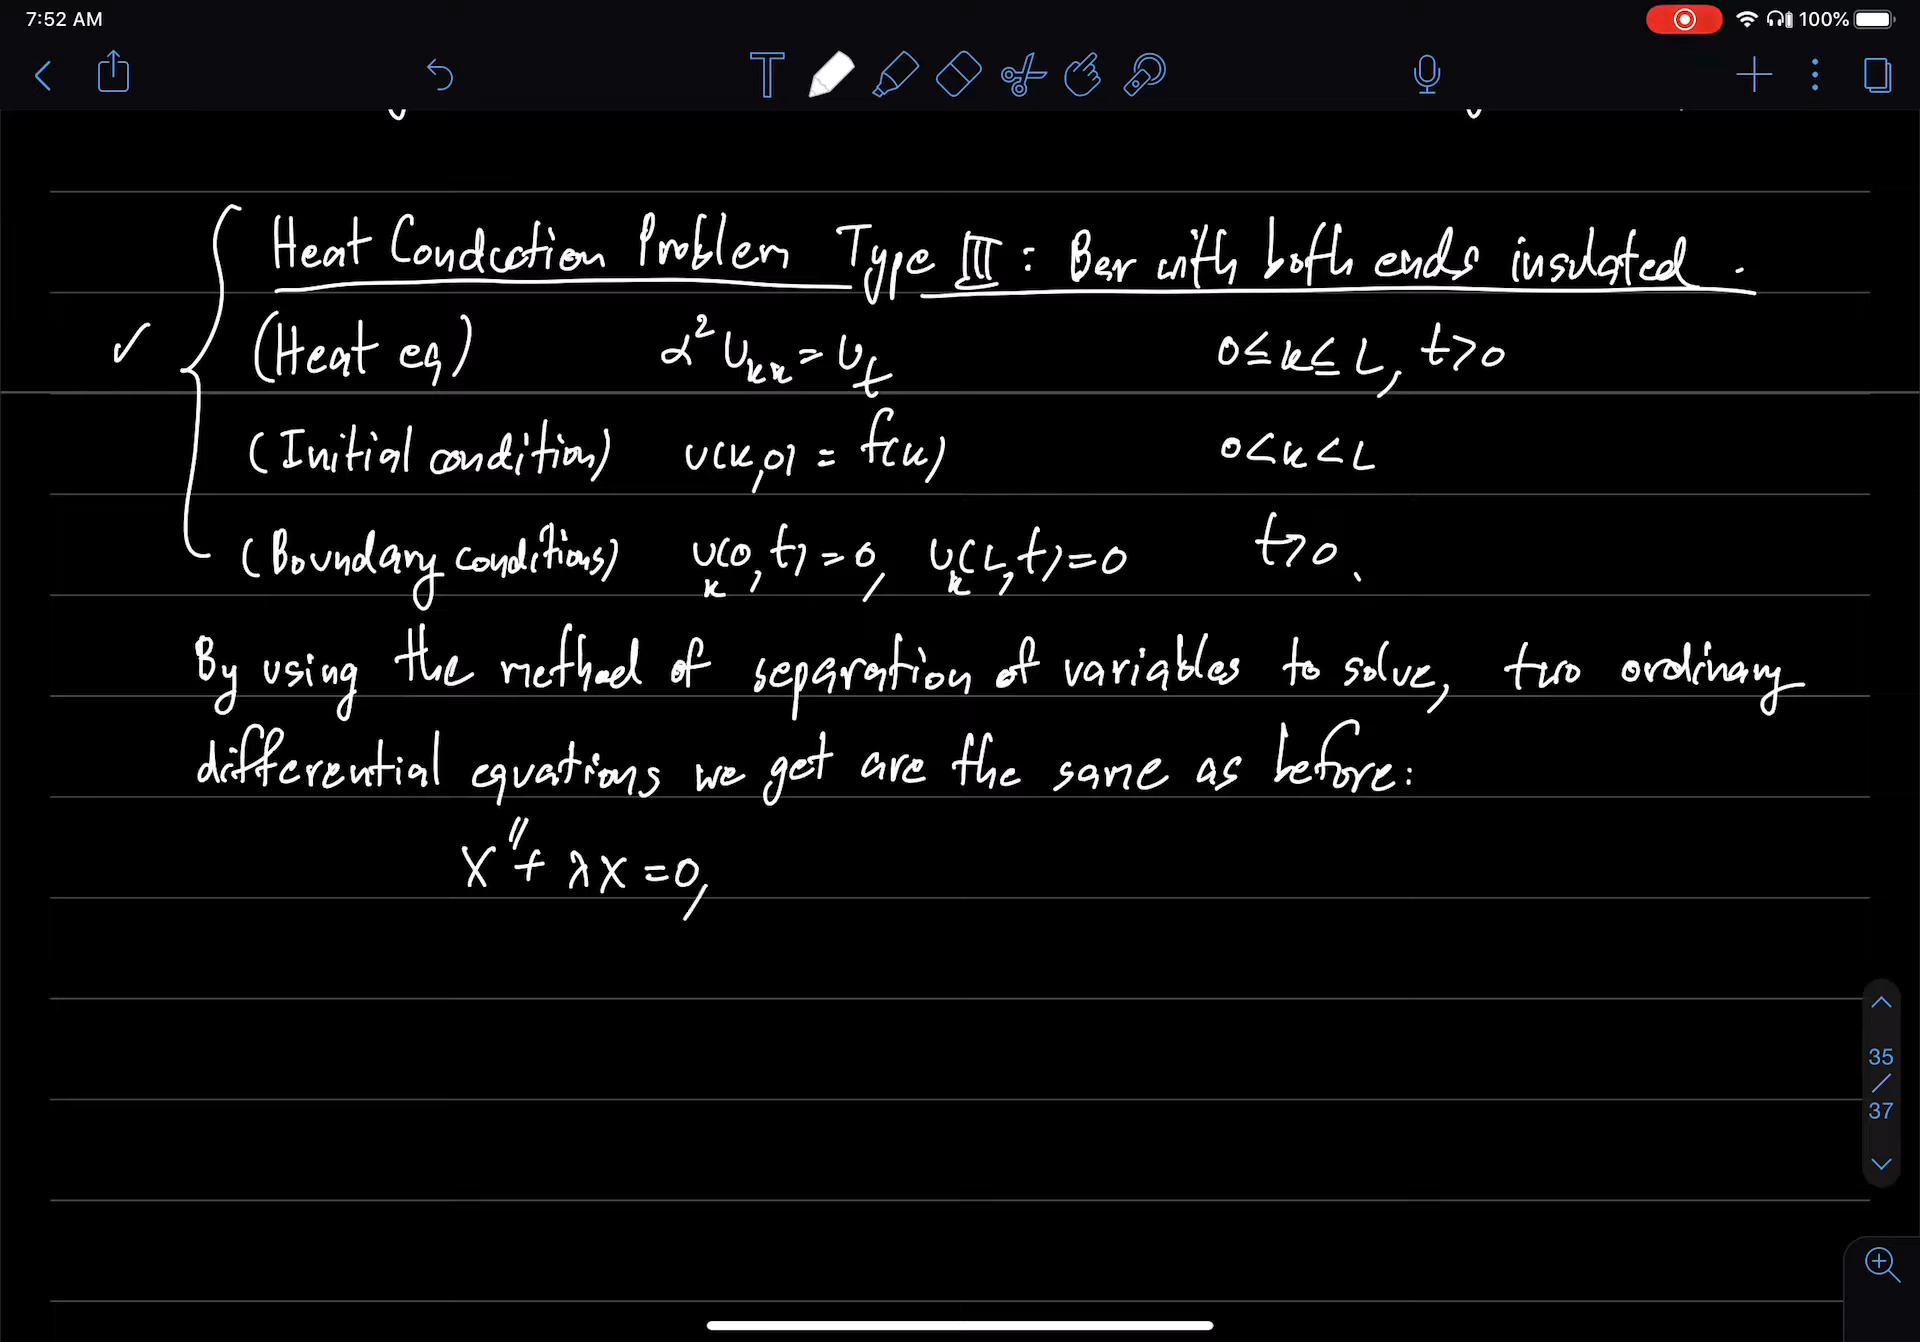 7:52 AM
100%
Heat Conduction Problem Type III : Bar with both ends insulated.
(Heat eq) α² u_xx = u_t 0≤x≤L, t>0
(Initial condition) u(x,0) = f(x) 0<x<L
(Boundary conditions) u_x(0,t)=0, u_x(L,t)=0 t>0.
By using the method of separation of variables to solve, two ordinary
differential equations we get are the same as before:
X'' + λX = 0,
35
/
37